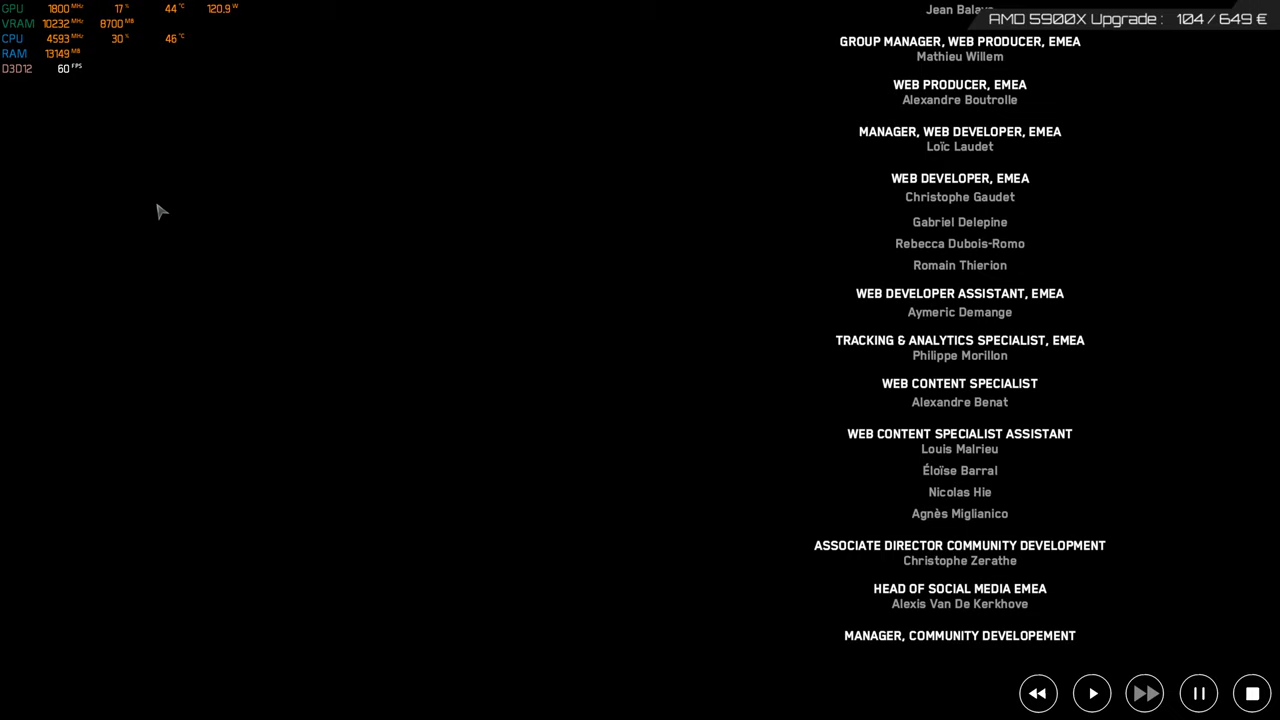 GPU 1800 MHz 17 % 44 °C 120.9 W
VRAM 10232 MHz 8700 MB
CPU 4593 MHz 30 % 46 °C
RAM 13149 MB
D3D12 60 FPS
AMD 5900X Upgrade : 104 / 649 €
Jean
GROUP MANAGER, WEB PRODUCER, EMEA
Mathieu Willem
WEB PRODUCER, EMEA
Alexandre Boutrolle
MANAGER, WEB DEVELOPER, EMEA
Loïc Laudet
WEB DEVELOPER, EMEA
Christophe Gaudet
Gabriel Delepine
Rebecca Dubois-Romo
Romain Thierion
WEB DEVELOPER ASSISTANT, EMEA
Aymeric Demange
TRACKING & ANALYTICS SPECIALIST, EMEA
Philippe Morillon
WEB CONTENT SPECIALIST
Alexandre Benat
WEB CONTENT SPECIALIST ASSISTANT
Louis Malrieu
Éloïse Barral
Nicolas Hie
Agnès Miglianico
ASSOCIATE DIRECTOR COMMUNITY DEVELOPMENT
Christophe Zerathe
HEAD OF SOCIAL MEDIA EMEA
Alexis Van De Kerkhove
MANAGER, COMMUNITY DEVELOPEMENT